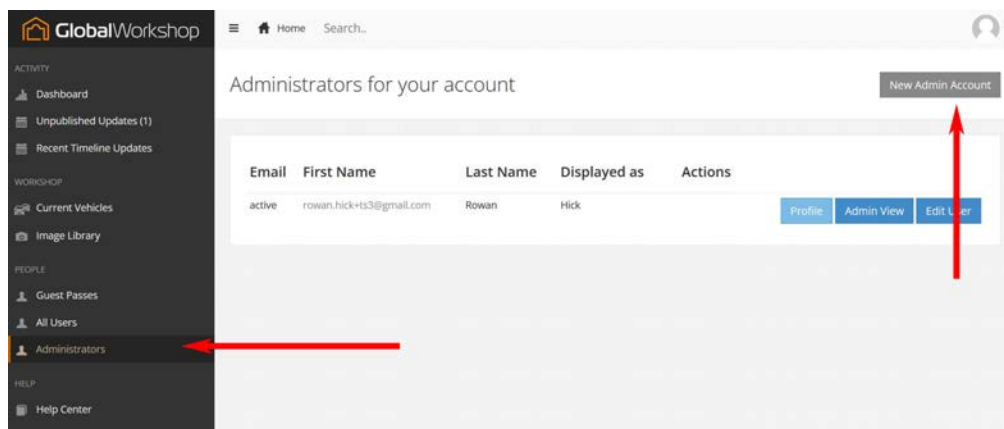 GlobalWorkshop
Home Search..
ACTIVITY
Dashboard
Unpublished Updates (1)
Recent Timeline Updates
WORKSHOP
Current Vehicles
Image Library
PEOPLE
Guest Passes
All Users
Administrators
HELP
Help Center
Administrators for your account
New Admin Account
Email First Name Last Name Displayed as Actions
active rowan.hick+ts3@gmail.com Rowan Hick
Profile Admin View Edit User